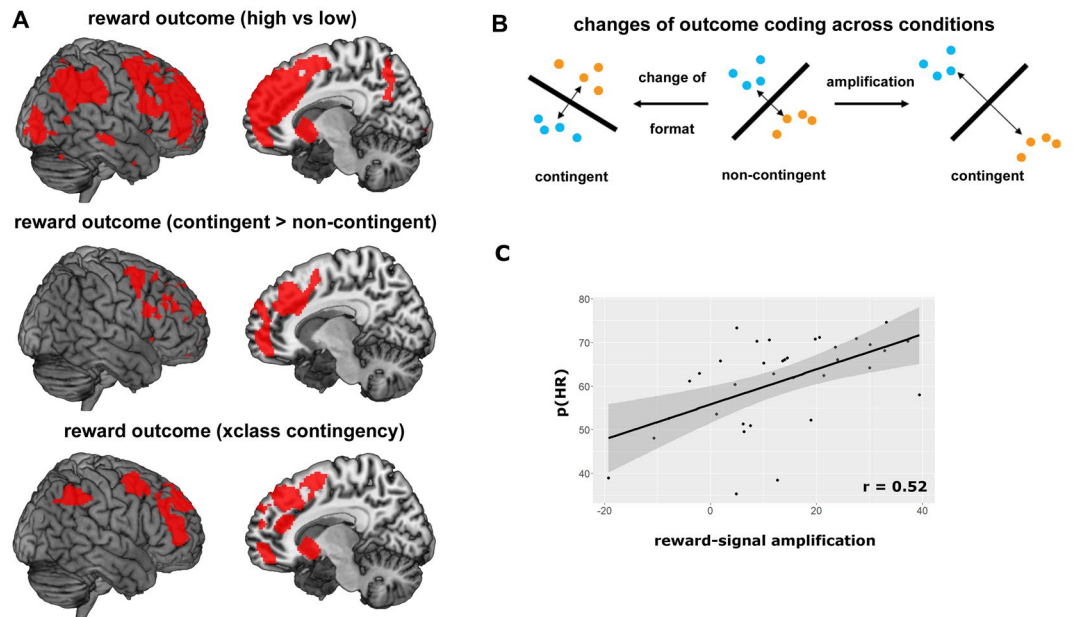 A
reward outcome (high vs low)
reward outcome (contingent > non-contingent)
reward outcome (xclass contingency)
B
changes of outcome coding across conditions
change of
format
amplification
contingent
non-contingent
contingent
C
80
70
60
50
40
p(HR)
r = 0.52
-20
0
20
40
reward-signal amplification